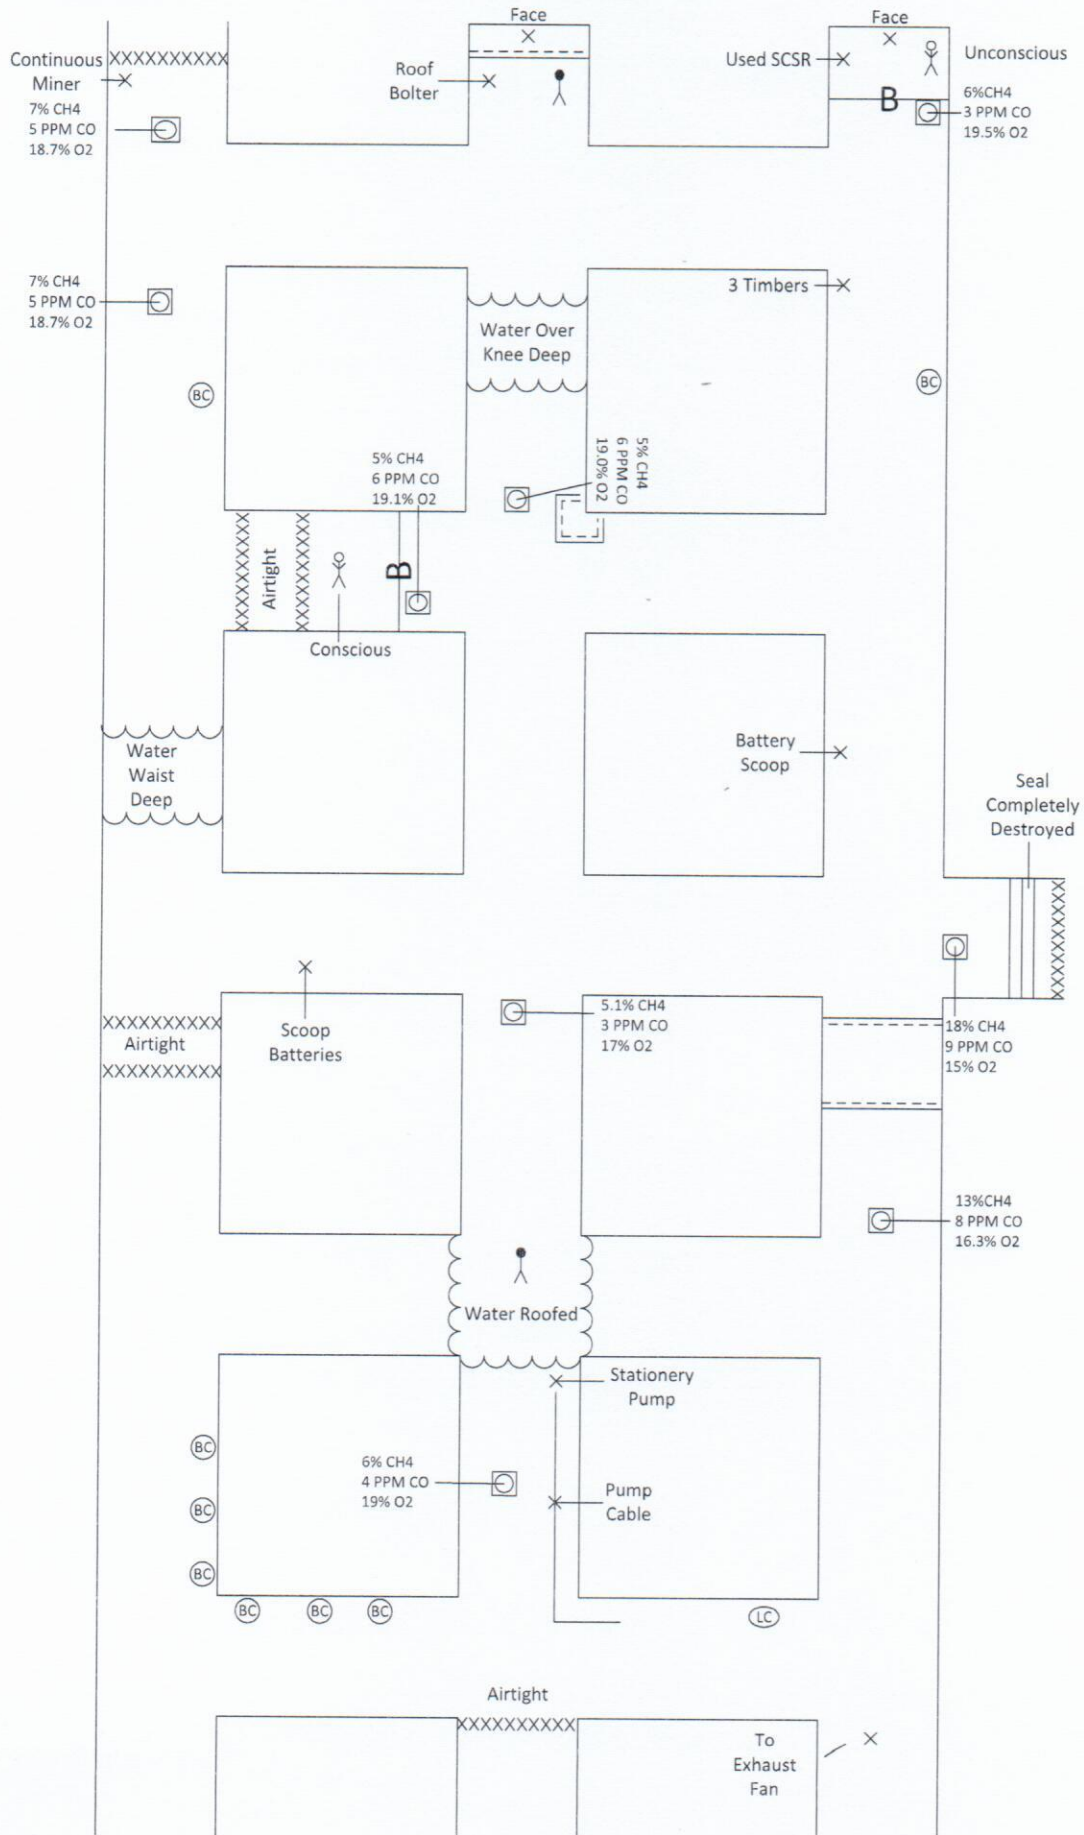 Face
Face
Continuous
Miner
XXXXXXXXXX
7% CH4
5 PPM CO
18.7% O2
Roof
Bolter
Used SCSR
Unconscious
B
6%CH4
3 PPM CO
19.5% O2
7% CH4
5 PPM CO
18.7% O2
Water Over
Knee Deep
3 Timbers
BC
BC
5% CH4
6 PPM CO
19.1% O2
5% CH4
6 PPM CO
19.0% O2
Airtight
B
Conscious
Water
Waist
Deep
Battery
Scoop
Seal
Completely
Destroyed
Scoop
Batteries
5.1% CH4
3 PPM CO
17% O2
XXXXXXXXXX
Airtight
XXXXXXXXXX
18% CH4
9 PPM CO
15% O2
13%CH4
8 PPM CO
16.3% O2
Water Roofed
Stationery
Pump
BC
6% CH4
4 PPM CO
19% O2
Pump
Cable
BC
BC
BC
BC
BC
LC
Airtight
XXXXXXXXXX
To
Exhaust
Fan